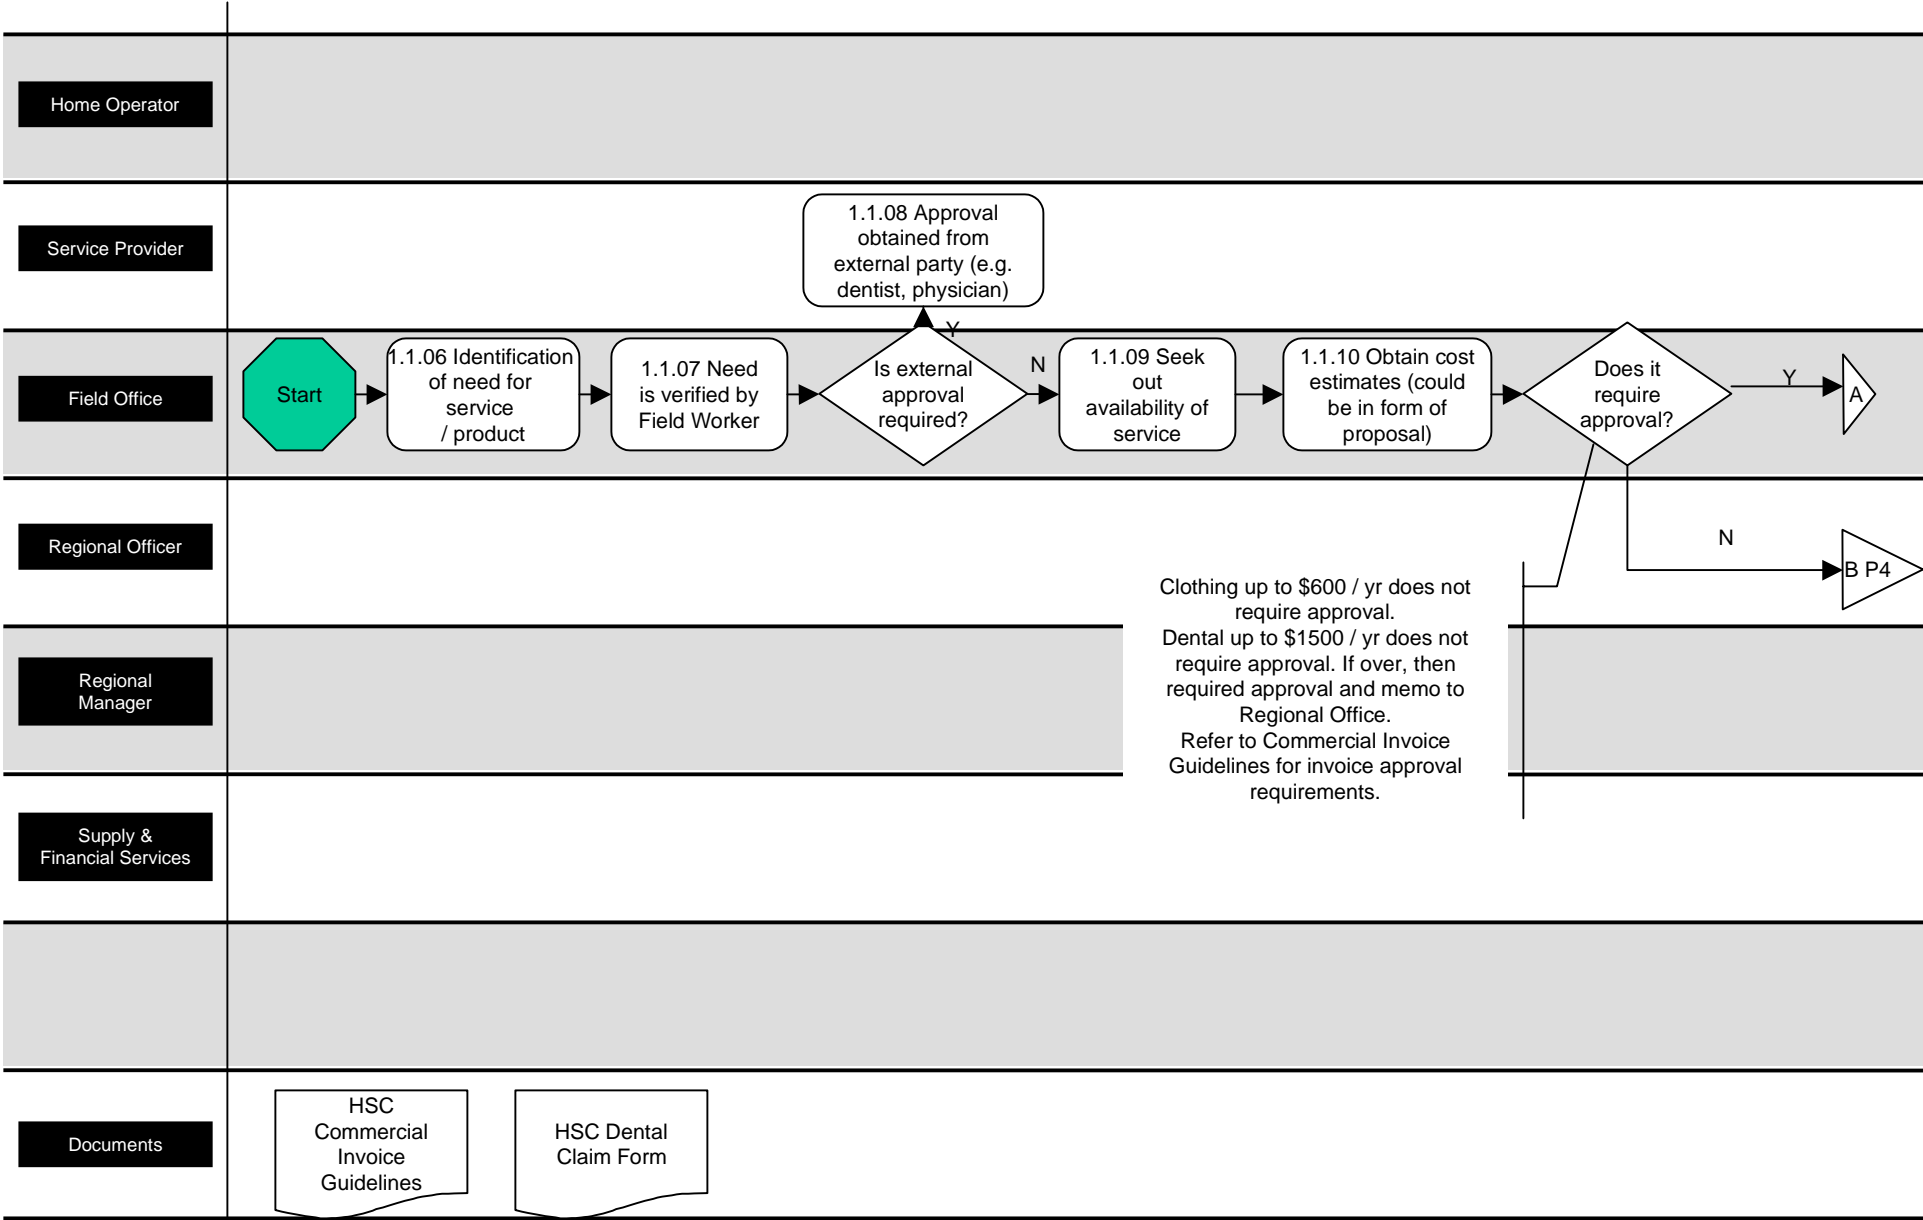 Home Operator
Service Provider
1.1.08 Approval
obtained from
external party (e.g.
dentist, physician)
Field Office
Start
1.1.06 Identification
of need for
service
/ product
1.1.07 Need
is verified by
Field Worker
Is external
approval
required?
Y
N
1.1.09 Seek
out
availability of
service
1.1.10 Obtain cost
estimates (could
be in form of
proposal)
Does it
require
approval?
Y
A
Regional Officer
N
B P4
Clothing up to $600 / yr does not
require approval.
Dental up to $1500 / yr does not
require approval. If over, then
required approval and memo to
Regional Office.
Refer to Commercial Invoice
Guidelines for invoice approval
requirements.
Regional
Manager
Supply &
Financial Services
Documents
HSC
Commercial
Invoice
Guidelines
HSC Dental
Claim Form